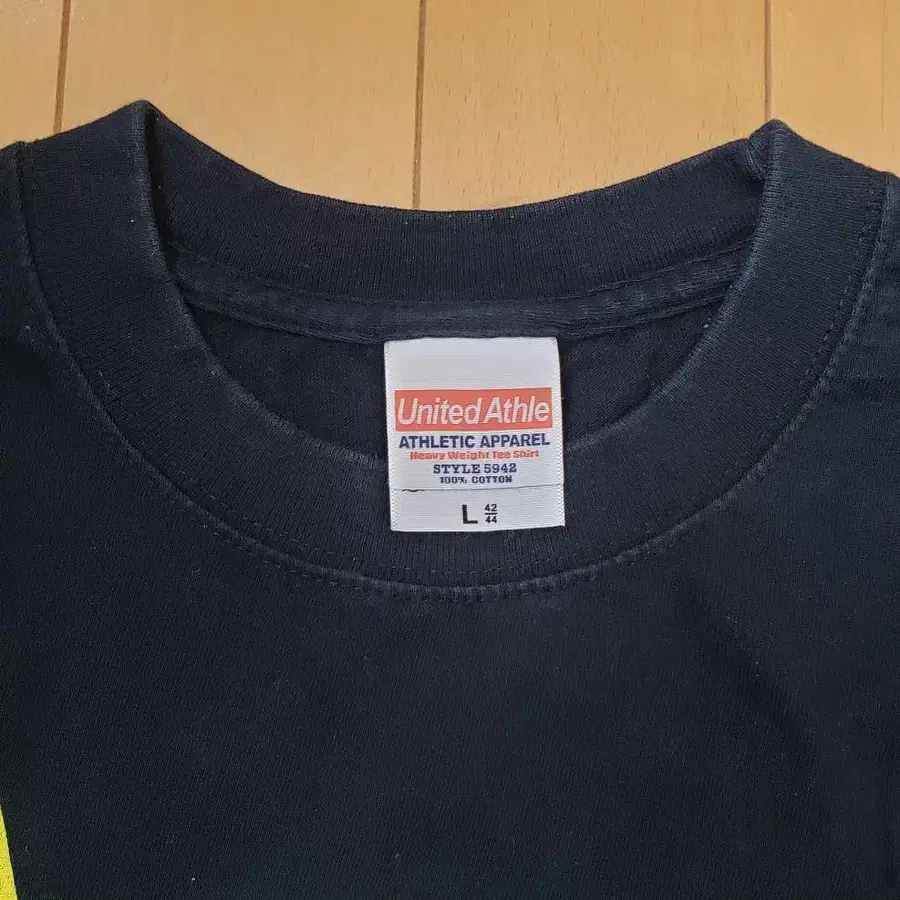 United Athle
ATHLETIC APPAREL
Heavy Weight Tee Shirt
STYLE 5942
100% COTTON
L 42/44